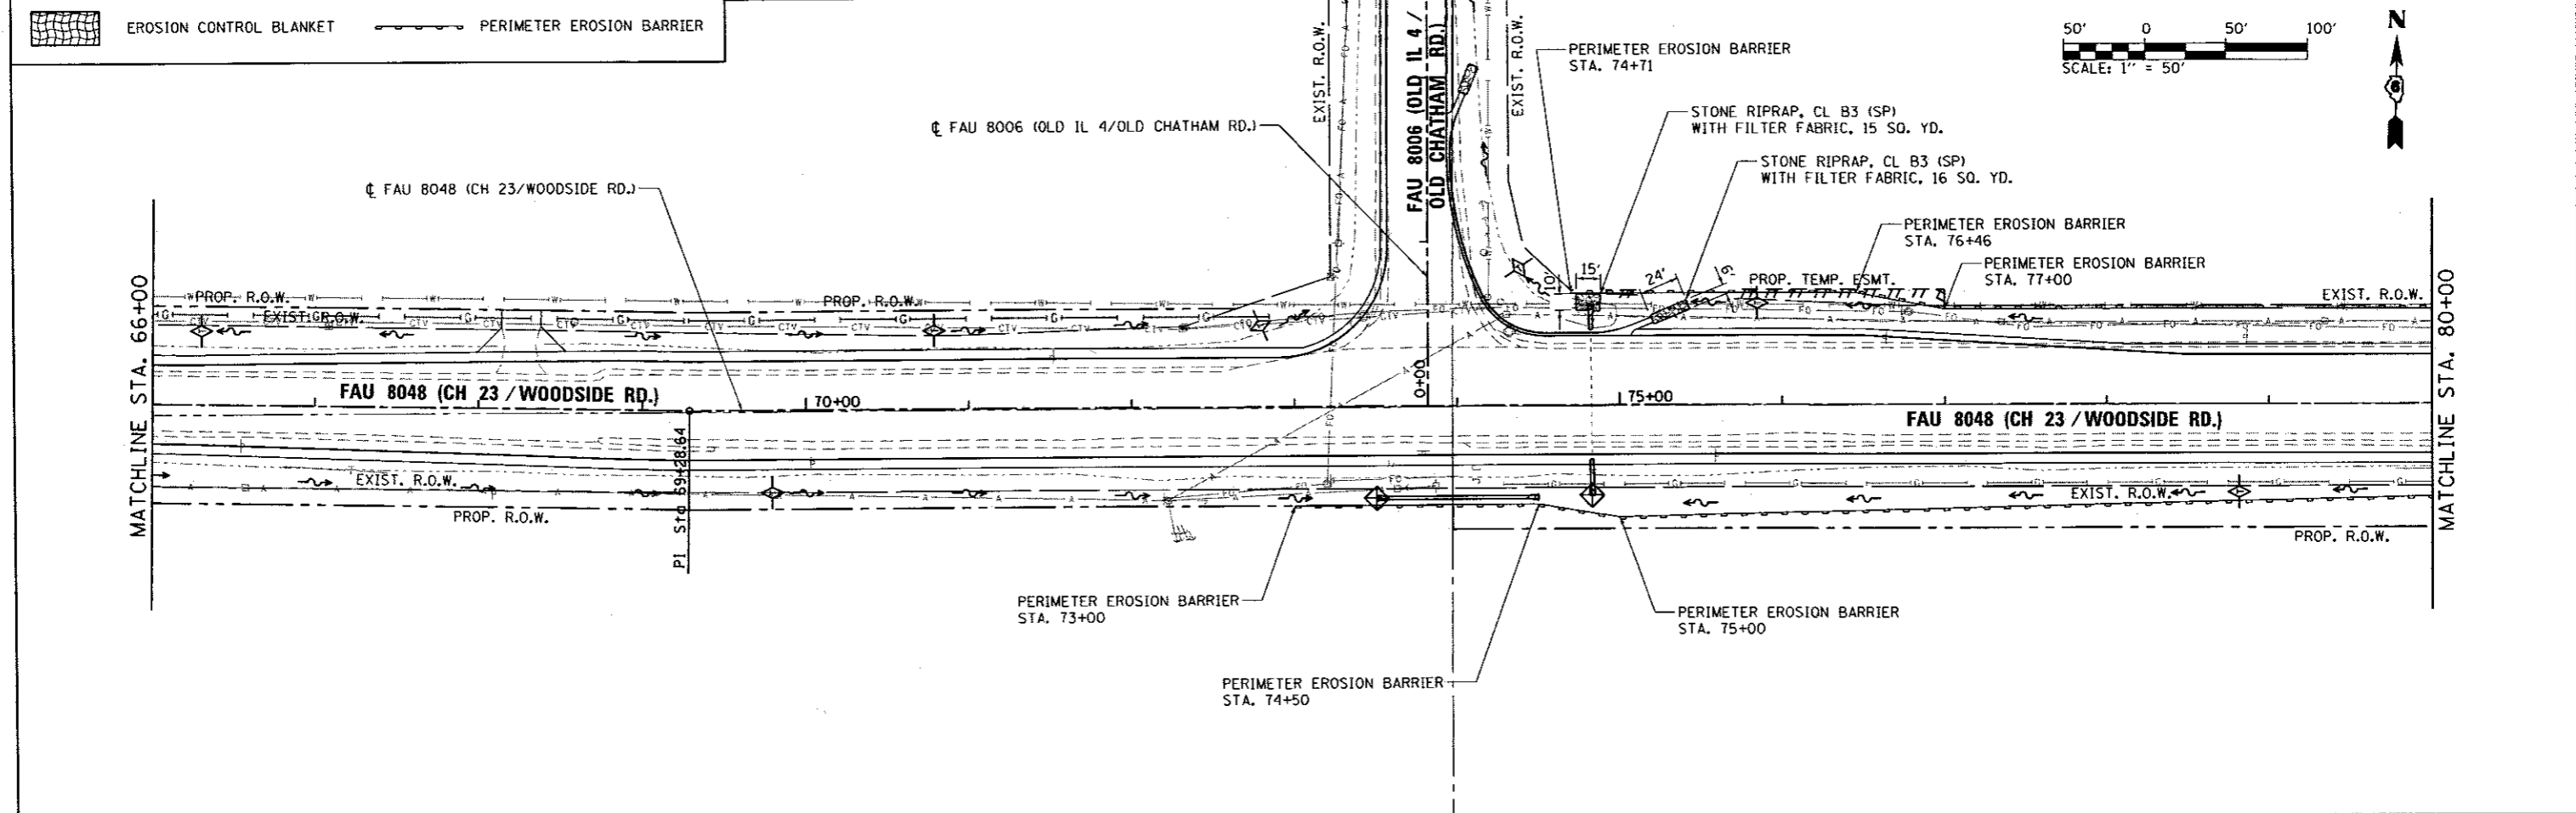 EROSION CONTROL BLANKET
PERIMETER EROSION BARRIER
EXIST. R.O.W.
FAU 8006 (OLD IL 4/
OLD CHATHAM RD.)
EXIST. R.O.W.
PERIMETER EROSION BARRIER
STA. 74+71
50' 0 50' 100'
SCALE: 1'' = 50'
N
6
STONE RIPRAP, CL B3 (SP)
WITH FILTER FABRIC, 15 SQ. YD.
℄ FAU 8006 (OLD IL 4/OLD CHATHAM RD.)
STONE RIPRAP, CL B3 (SP)
WITH FILTER FABRIC, 16 SQ. YD.
℄ FAU 8048 (CH 23/WOODSIDE RD.)
PERIMETER EROSION BARRIER
STA. 76+46
PERIMETER EROSION BARRIER
STA. 77+00
MATCHLINE STA. 66+00
PROP. R.O.W.
EXIST. R.O.W.
PROP. R.O.W.
10'
15'
24'
6'
PROP. TEMP. ESMT.
EXIST. R.O.W.
MATCHLINE STA. 80+00
FAU 8048 (CH 23 / WOODSIDE RD.)
70+00
0+00
75+00
FAU 8048 (CH 23 / WOODSIDE RD.)
PI Sta 69+28.64
EXIST. R.O.W.
PROP. R.O.W.
EXIST. R.O.W.
PROP. R.O.W.
PERIMETER EROSION BARRIER
STA. 73+00
PERIMETER EROSION BARRIER
STA. 75+00
PERIMETER EROSION BARRIER
STA. 74+50